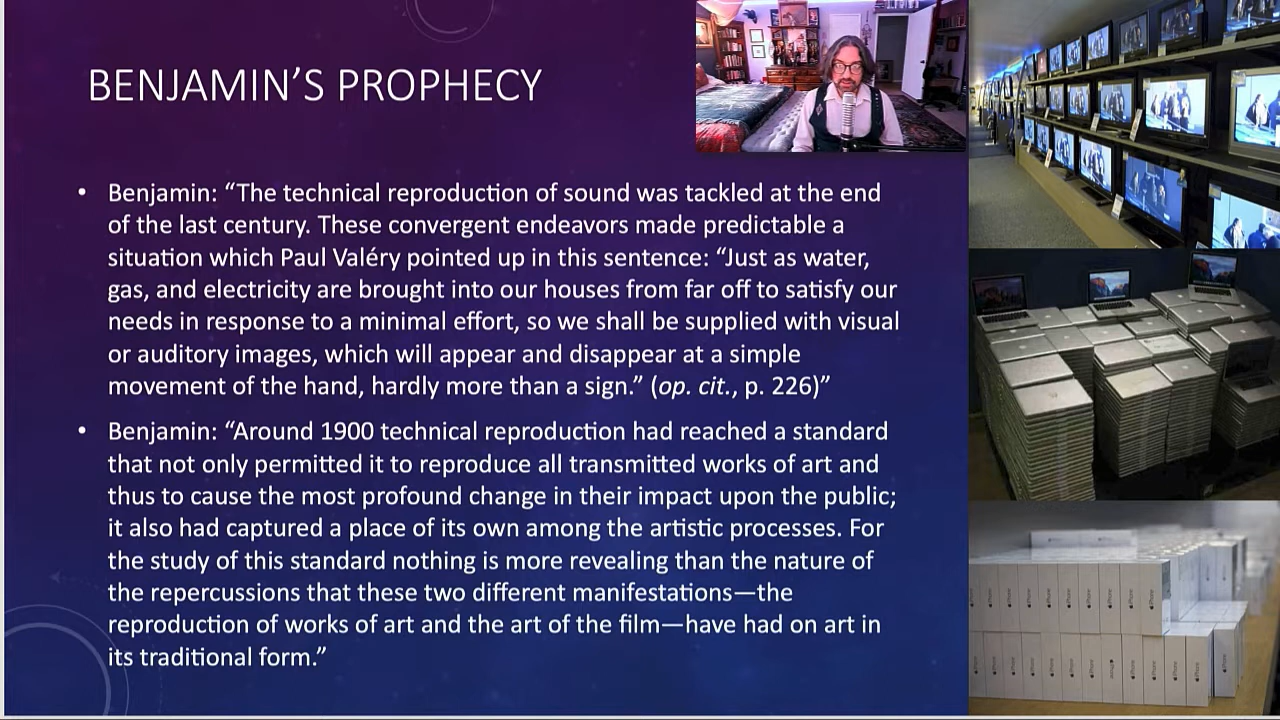 BENJAMIN’S PROPHECY
• Benjamin: “The technical reproduction of sound was tackled at the end
of the last century. These convergent endeavors made predictable a
situation which Paul Valéry pointed up in this sentence: “Just as water,
gas, and electricity are brought into our houses from far off to satisfy our
needs in response to a minimal effort, so we shall be supplied with visual
or auditory images, which will appear and disappear at a simple
movement of the hand, hardly more than a sign.” (op. cit., p. 226)”
• Benjamin: “Around 1900 technical reproduction had reached a standard
that not only permitted it to reproduce all transmitted works of art and
thus to cause the most profound change in their impact upon the public;
it also had captured a place of its own among the artistic processes. For
the study of this standard nothing is more revealing than the nature of
the repercussions that these two different manifestations—the
reproduction of works of art and the art of the film—have had on art in
its traditional form.”